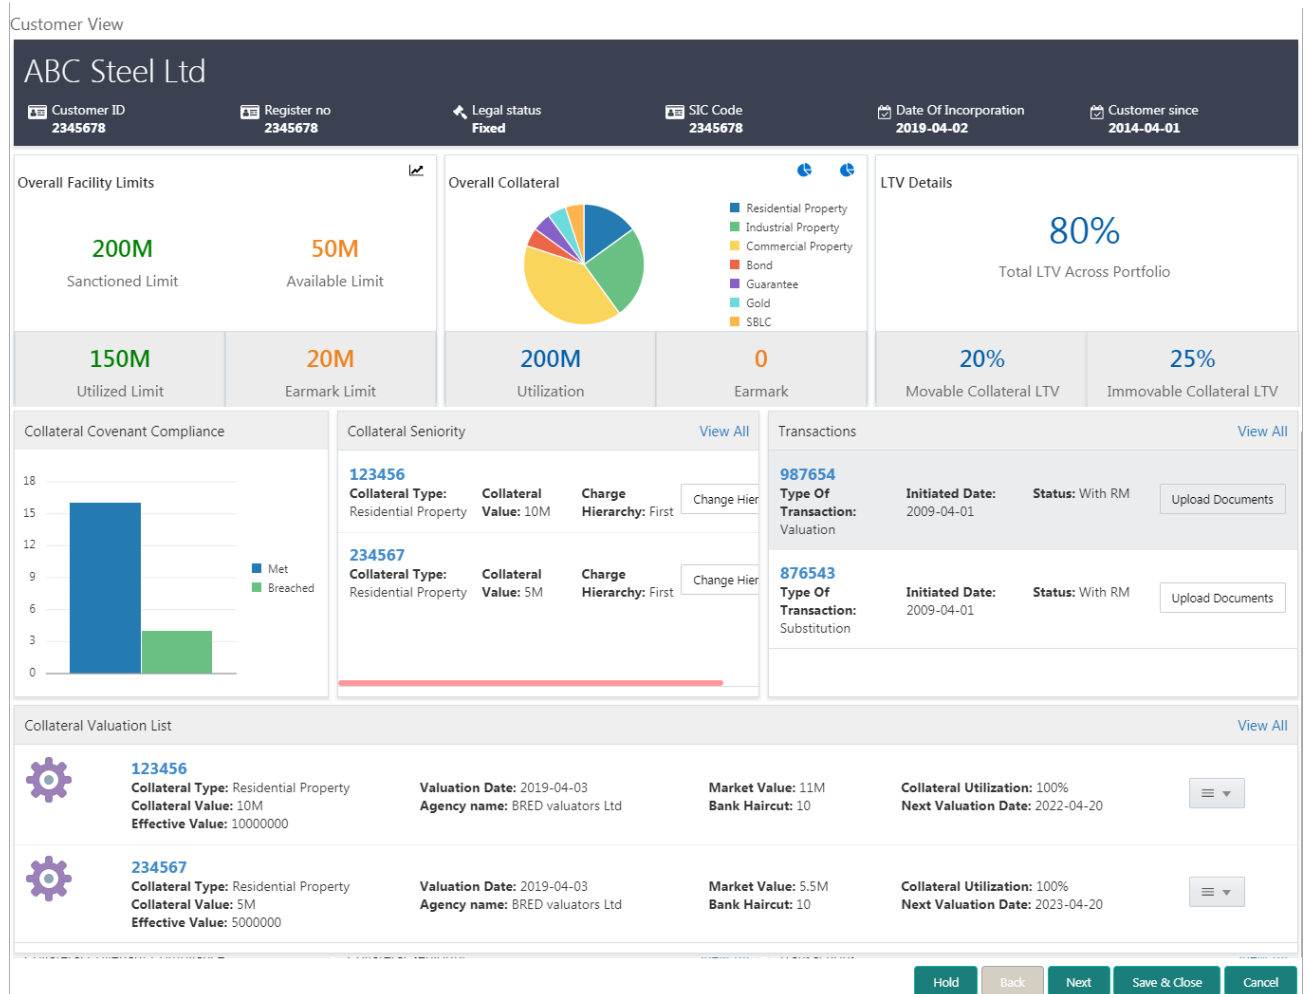 Customer View
ABC Steel Ltd
Customer ID
2345678
Register no
2345678
Legal status
Fixed
SIC Code
2345678
Date Of Incorporation
2019-04-02
Customer since
2014-04-01
Overall Facility Limits
200M
Sanctioned Limit
50M
Available Limit
150M
Utilized Limit
20M
Earmark Limit
Overall Collateral
Residential Property
Industrial Property
Commercial Property
Bond
Guarantee
Gold
SBLC
200M
Utilization
0
Earmark
LTV Details
80%
Total LTV Across Portfolio
20%
Movable Collateral LTV
25%
Immovable Collateral LTV
Collateral Covenant Compliance
18
15
12
9
6
3
0
Met
Breached
Collateral Seniority View All
123456
Collateral Type: Collateral Charge
Residential Property Value: 10M Hierarchy: First
Change Hier
234567
Collateral Type: Collateral Charge
Residential Property Value: 5M Hierarchy: First
Change Hier
Transactions View All
987654
Type Of Initiated Date: Status: With RM
Transaction: 2009-04-01
Valuation
Upload Documents
876543
Type Of Initiated Date: Status: With RM
Transaction: 2009-04-01
Substitution
Upload Documents
Collateral Valuation List View All
123456
Collateral Type: Residential Property Valuation Date: 2019-04-03 Market Value: 11M Collateral Utilization: 100%
Collateral Value: 10M Agency name: BRED valuators Ltd Bank Haircut: 10 Next Valuation Date: 2022-04-20
Effective Value: 10000000
234567
Collateral Type: Residential Property Valuation Date: 2019-04-03 Market Value: 5.5M Collateral Utilization: 100%
Collateral Value: 5M Agency name: BRED valuators Ltd Bank Haircut: 10 Next Valuation Date: 2023-04-20
Effective Value: 5000000
Hold Back Next Save & Close Cancel